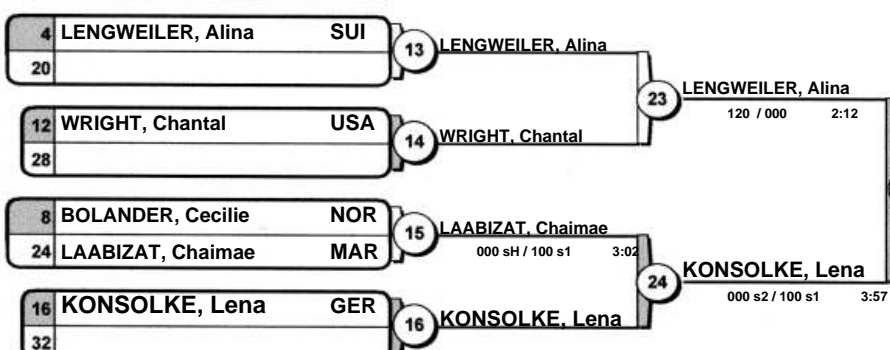 4 LENGWEILER, Alina SUI
20
13 LENGWEILER, Alina
12 WRIGHT, Chantal USA
28
14 WRIGHT, Chantal
23 LENGWEILER, Alina
120 / 000 2:12
8 BOLANDER, Cecilie NOR
24 LAABIZAT, Chaimae MAR
15 LAABIZAT, Chaimae
000 sH / 100 s1 3:02
16 KONSOLKE, Lena GER
32
16 KONSOLKE, Lena
24 KONSOLKE, Lena
000 s2 / 100 s1 3:57